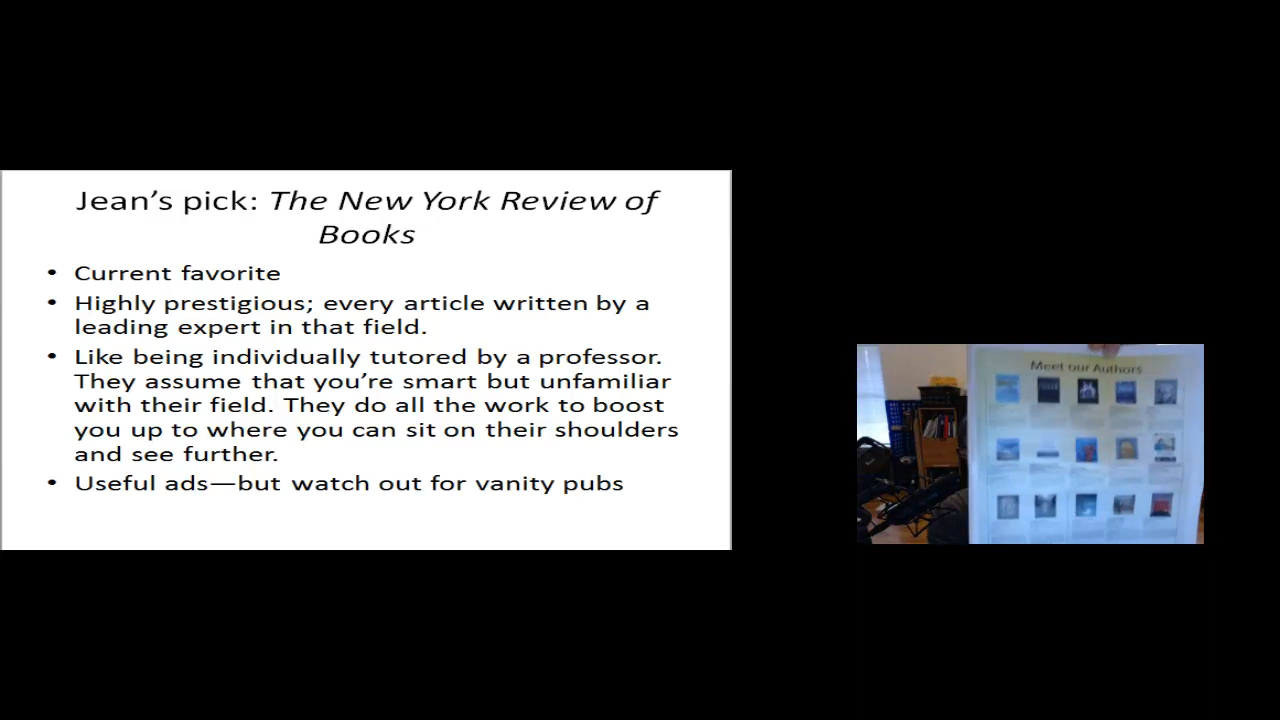 Jean’s pick: The New York Review of
Books
• Current favorite
• Highly prestigious; every article written by a
leading expert in that field.
• Like being individually tutored by a professor.
They assume that you’re smart but unfamiliar
with their field. They do all the work to boost
you up to where you can sit on their shoulders
and see further.
• Useful ads—but watch out for vanity pubs
Meet our Authors